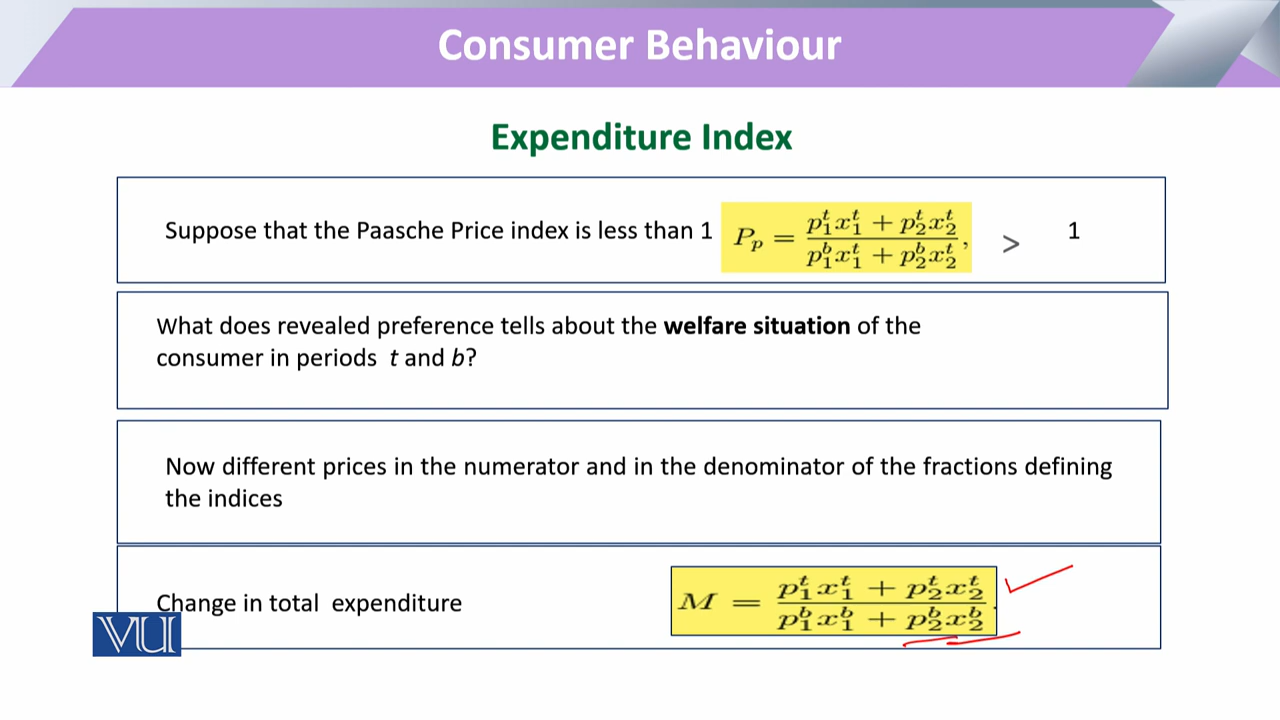 Consumer Behaviour
Expenditure Index
Suppose that the Paasche Price index is less than 1 P_p = \frac{p_1^t x_1^t + p_2^t x_2^t}{p_1^b x_1^t + p_2^b x_2^t}, > 1
What does revealed preference tells about the welfare situation of the
consumer in periods t and b?
Now different prices in the numerator and in the denominator of the fractions defining
the indices
Change in total expenditure M = \frac{p_1^t x_1^t + p_2^t x_2^t}{p_1^b x_1^b + p_2^b x_2^b}.
VU